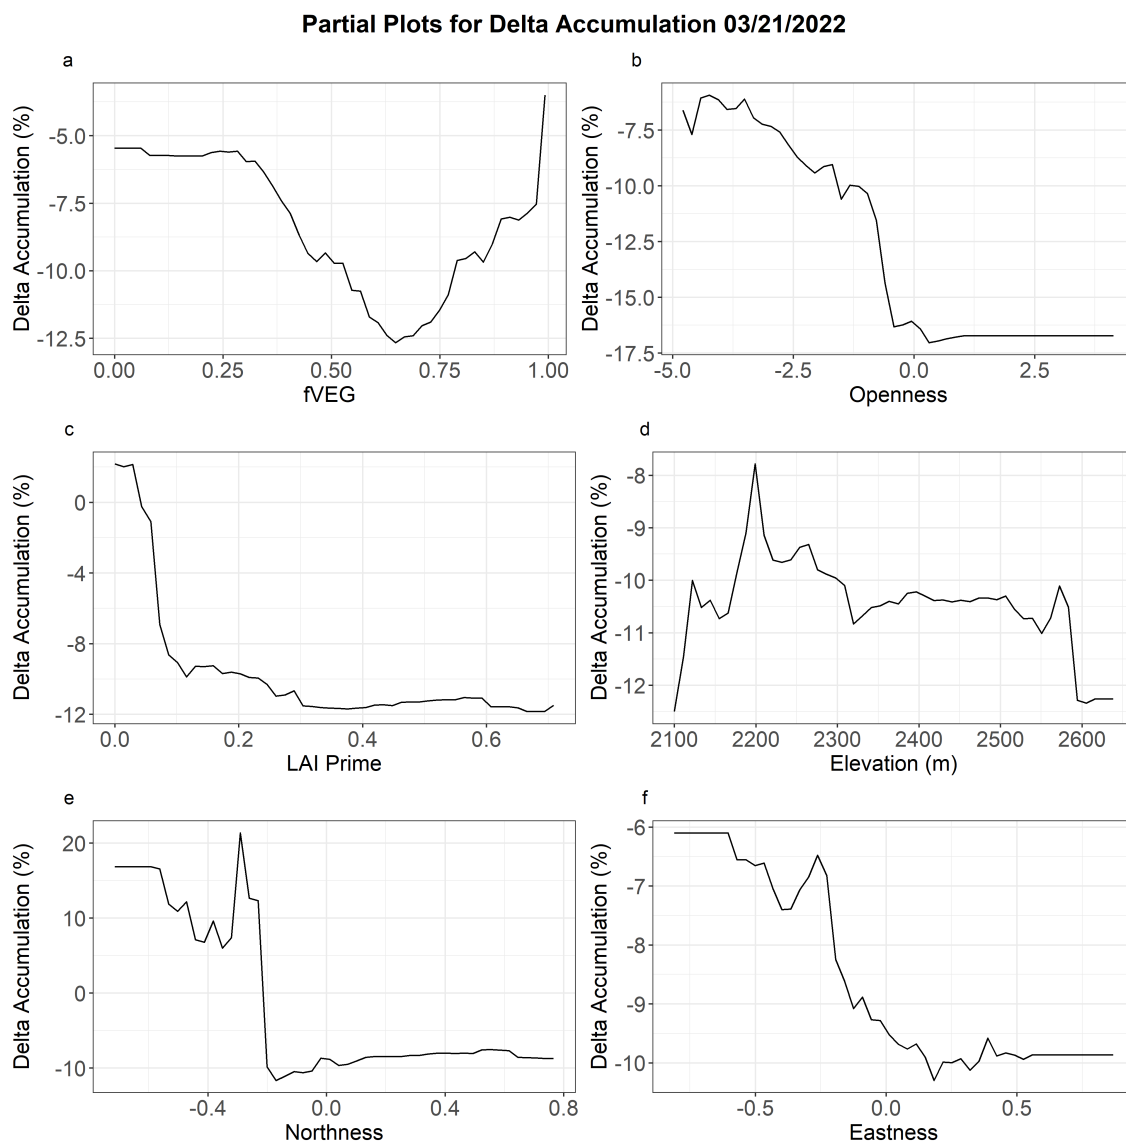 Partial Plots for Delta Accumulation 03/21/2022
a
Delta Accumulation (%)
-5.0
-7.5
-10.0
-12.5
0.00 0.25 0.50 0.75 1.00
fVEG
b
Delta Accumulation (%)
-7.5
-10.0
-12.5
-15.0
-17.5
-5.0 -2.5 0.0 2.5
Openness
c
Delta Accumulation (%)
0
-4
-8
-12
0.0 0.2 0.4 0.6
LAI Prime
d
Delta Accumulation (%)
-8
-9
-10
-11
-12
2100 2200 2300 2400 2500 2600
Elevation (m)
e
Delta Accumulation (%)
20
10
0
-10
-0.4 0.0 0.4 0.8
Northness
f
Delta Accumulation (%)
-6
-7
-8
-9
-10
-0.5 0.0 0.5
Eastness